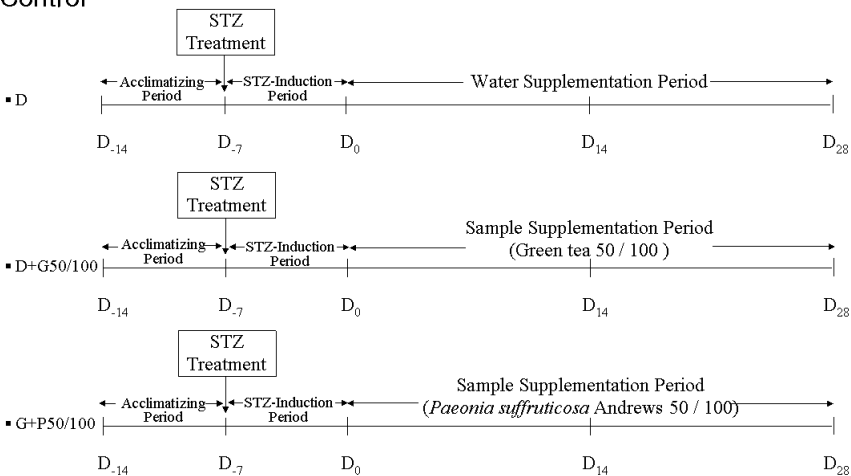 Control
STZ
Treatment
Acclimatizing
Period
STZ-Induction
Period
Water Supplementation Period
▪ D
D-14 D-7 D0 D14 D28
STZ
Treatment
Acclimatizing
Period
STZ-Induction
Period
Sample Supplementation Period
(Green tea 50 / 100 )
▪ D+G50/100
D-14 D-7 D0 D14 D28
STZ
Treatment
Acclimatizing
Period
STZ-Induction
Period
Sample Supplementation Period
(Paeonia suffruticosa Andrews 50 / 100)
▪ G+P50/100
D-14 D-7 D0 D14 D28